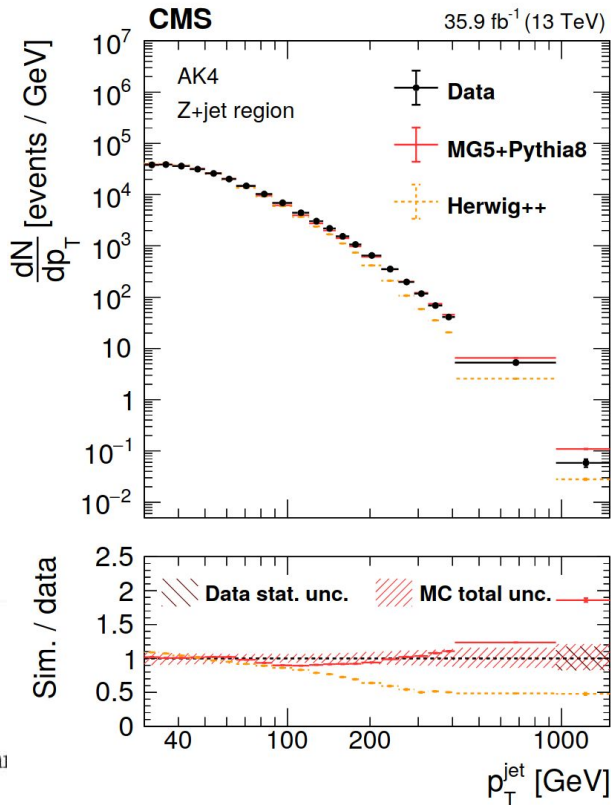 CMS 35.9 fb⁻¹ (13 TeV)
10⁷
10⁶
10⁵
10⁴
10³
10²
10
1
10⁻¹
10⁻²
dN/dp_T [events / GeV]
AK4
Z+jet region
Data
MG5+Pythia8
Herwig++
2.5
2
1.5
1
0.5
0
Sim. / data
Data stat. unc. MC total unc.
40 100 200 1000
p_T^jet [GeV]